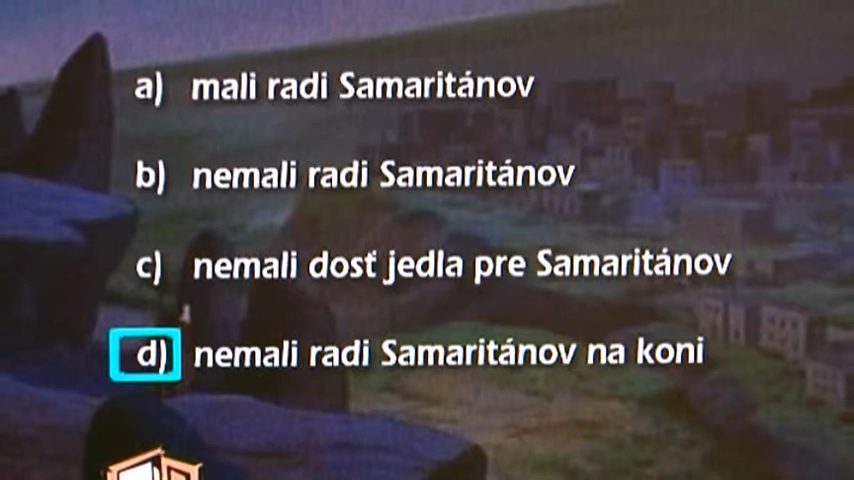 a) mali radi Samaritánov
b) nemali radi Samaritánov
c) nemali dosť jedla pre Samaritánov
d) nemali radi Samaritánov na koni